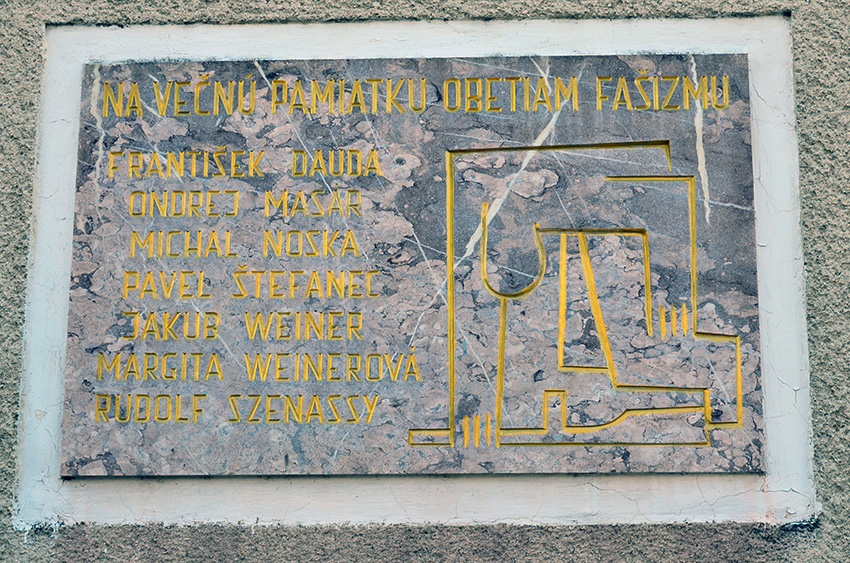 NA VEČNÚ PAMIATKU OBETIAM FAŠIZMU
FRANTIŠEK DAUDA
ONDREJ MASÁR
MICHAL NOSKA
PAVEL ŠTEFANEC
JAKUB WEINER
MARGITA WEINEROVÁ
RUDOLF SZENASSY